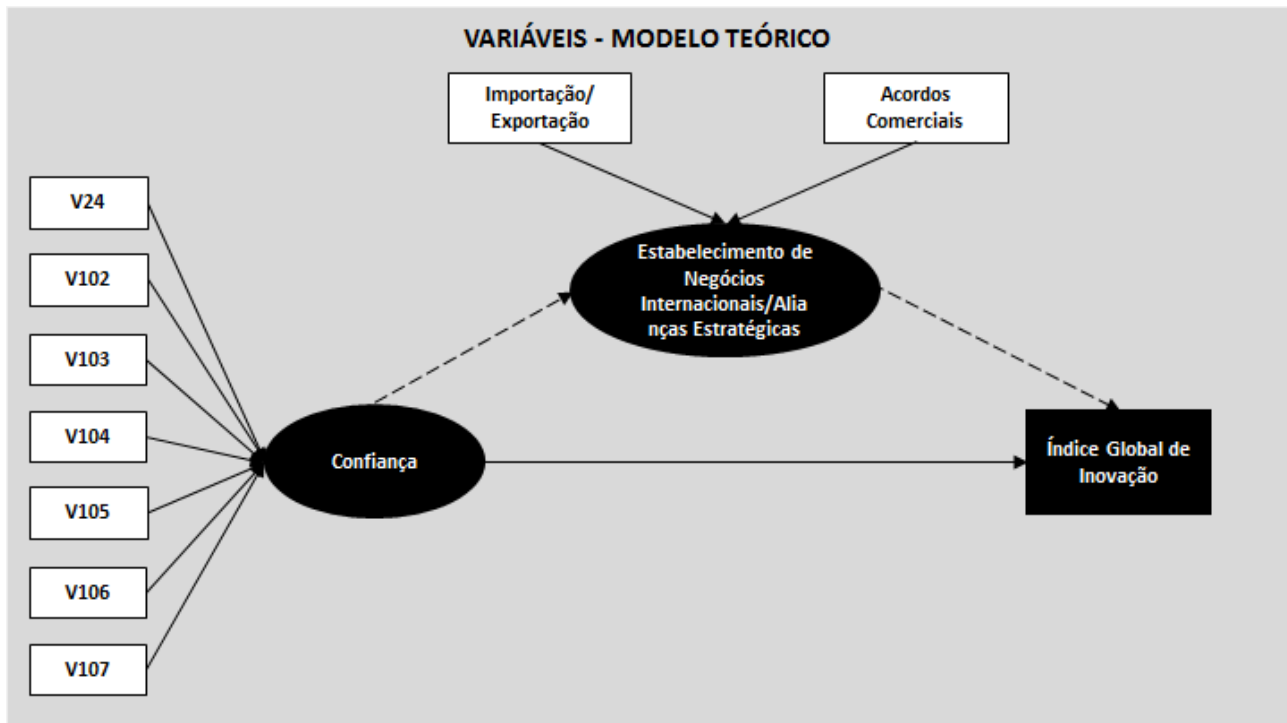 VARIÁVEIS - MODELO TEÓRICO
Importação/
Exportação
Acordos
Comerciais
V24
V102
V103
V104
V105
V106
V107
Estabelecimento de
Negócios
Internacionais/Alia
nças Estratégicas
Confiança
Índice Global de
Inovação